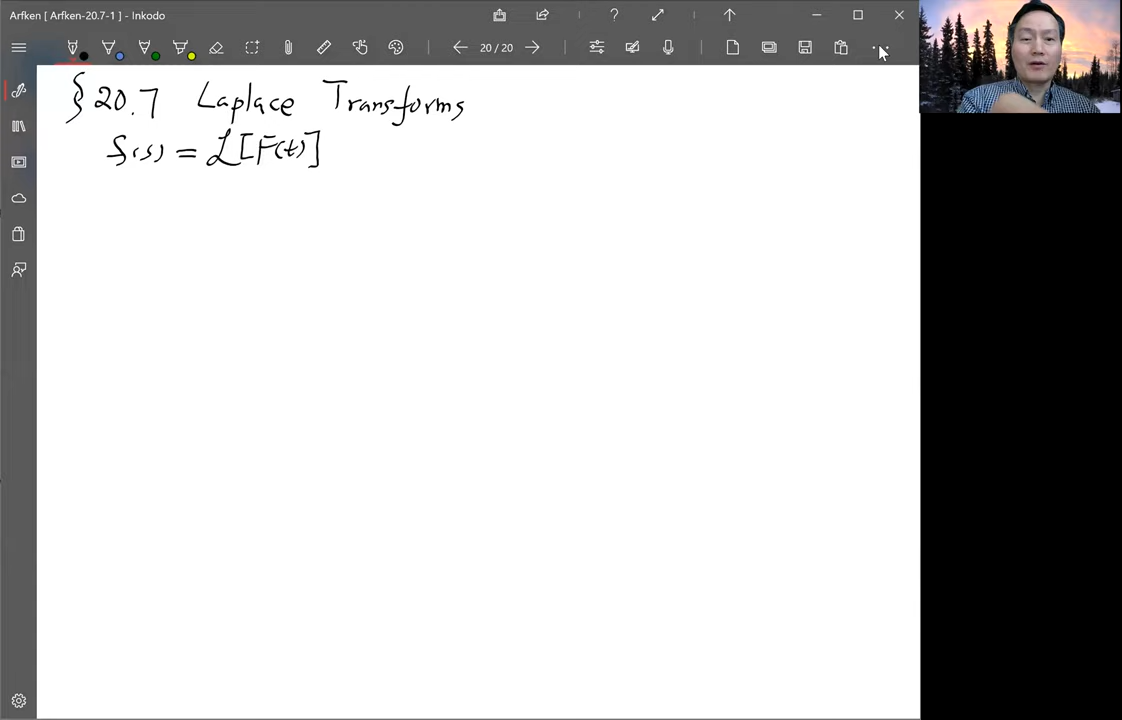 Arfken [ Arfken-20.7-1 ] - Inkodo
20 / 20
§ 20.7 Laplace Transforms
f(s) = ℒ[F(t)]